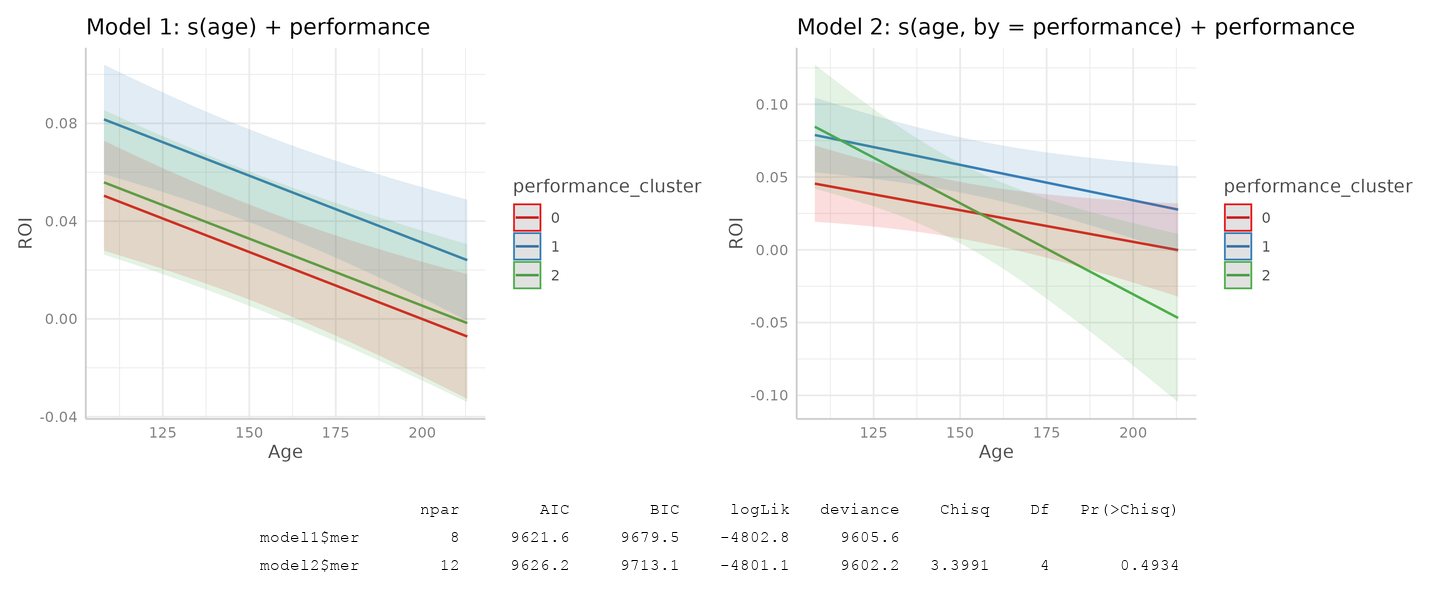 Model 1: s(age) + performance
ROI
0.08
0.04
0.00
-0.04
125 150 175 200
Age
performance_cluster
0
1
2
Model 2: s(age, by = performance) + performance
ROI
0.10
0.05
0.00
-0.05
-0.10
125 150 175 200
Age
performance_cluster
0
1
2
npar AIC BIC logLik deviance Chisq Df Pr(>Chisq)
model1$mer 8 9621.6 9679.5 -4802.8 9605.6
model2$mer 12 9626.2 9713.1 -4801.1 9602.2 3.3991 4 0.4934